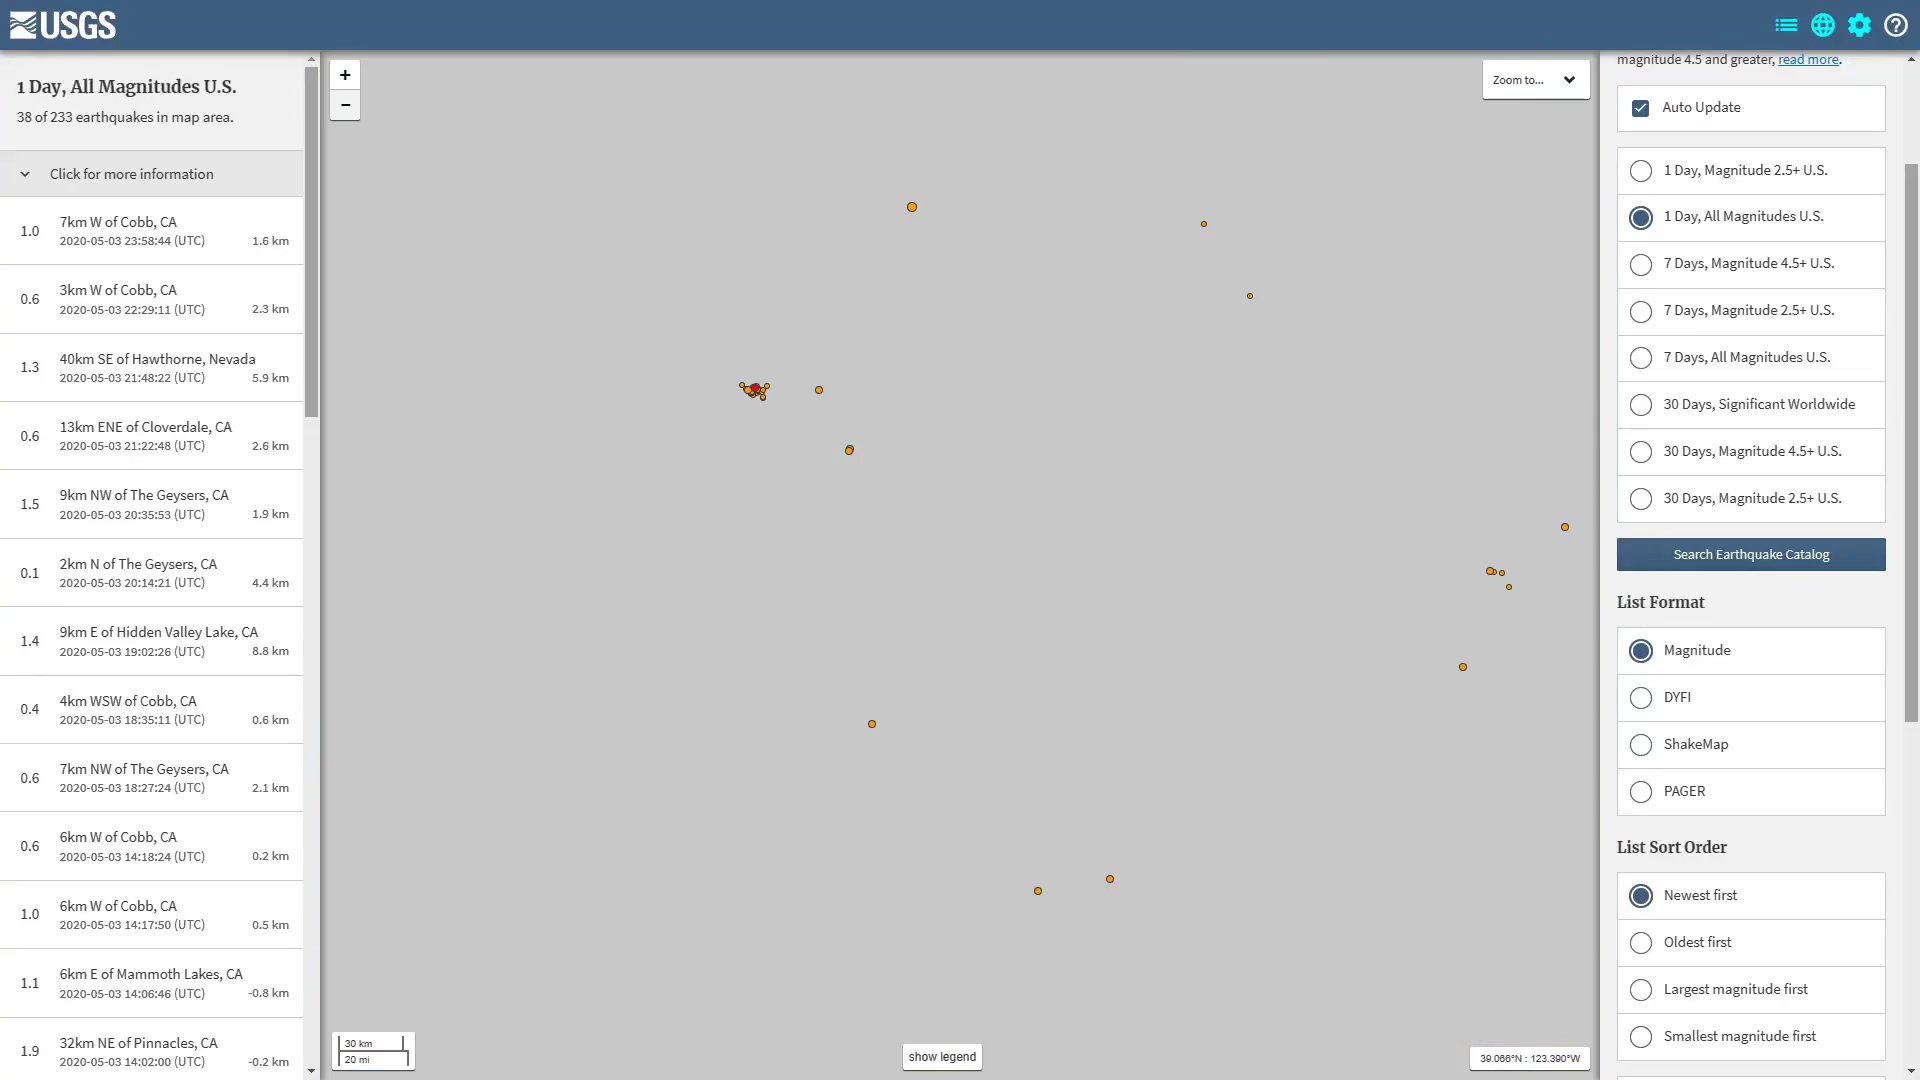 USGS
1 Day, All Magnitudes U.S.
38 of 233 earthquakes in map area.
Click for more information
1.0
7km W of Cobb, CA
2020-05-03 23:58:44 (UTC)
1.6 km
0.6
3km W of Cobb, CA
2020-05-03 22:29:11 (UTC)
2.3 km
1.3
40km SE of Hawthorne, Nevada
2020-05-03 21:48:22 (UTC)
5.9 km
0.6
13km ENE of Cloverdale, CA
2020-05-03 21:22:48 (UTC)
2.6 km
1.5
9km NW of The Geysers, CA
2020-05-03 20:35:53 (UTC)
1.9 km
0.1
2km N of The Geysers, CA
2020-05-03 20:14:21 (UTC)
4.4 km
1.4
9km E of Hidden Valley Lake, CA
2020-05-03 19:02:26 (UTC)
8.8 km
0.4
4km WSW of Cobb, CA
2020-05-03 18:35:11 (UTC)
0.6 km
0.6
7km NW of The Geysers, CA
2020-05-03 18:27:24 (UTC)
2.1 km
0.6
6km W of Cobb, CA
2020-05-03 14:18:24 (UTC)
0.2 km
1.0
6km W of Cobb, CA
2020-05-03 14:17:50 (UTC)
0.5 km
1.1
6km E of Mammoth Lakes, CA
2020-05-03 14:06:46 (UTC)
-0.8 km
1.9
32km NE of Pinnacles, CA
2020-05-03 14:02:00 (UTC)
-0.2 km
+
−
Zoom to...
30 km
20 mi
show legend
39.066°N : 123.390°W
magnitude 4.5 and greater, read more.
Auto Update
1 Day, Magnitude 2.5+ U.S.
1 Day, All Magnitudes U.S.
7 Days, Magnitude 4.5+ U.S.
7 Days, Magnitude 2.5+ U.S.
7 Days, All Magnitudes U.S.
30 Days, Significant Worldwide
30 Days, Magnitude 4.5+ U.S.
30 Days, Magnitude 2.5+ U.S.
Search Earthquake Catalog
List Format
Magnitude
DYFI
ShakeMap
PAGER
List Sort Order
Newest first
Oldest first
Largest magnitude first
Smallest magnitude first